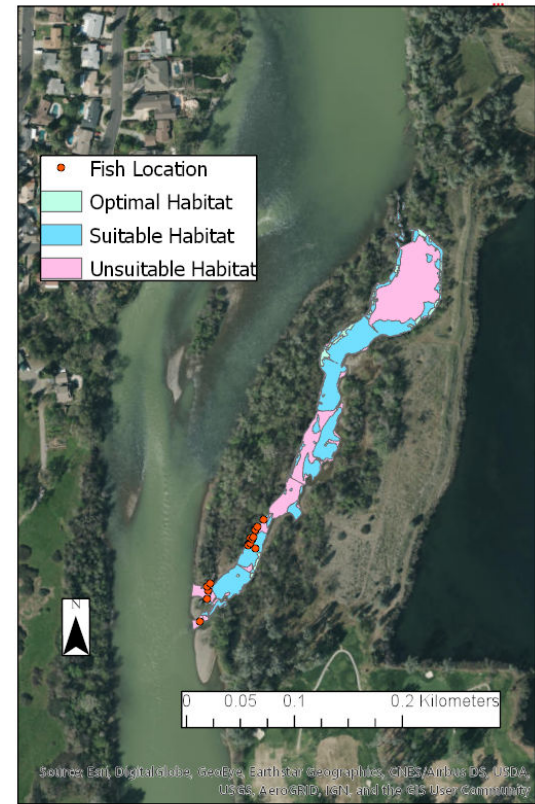 Fish Location
Optimal Habitat
Suitable Habitat
Unsuitable Habitat
N
0 0.05 0.1 0.2 Kilometers
Source: Esri, DigitalGlobe, GeoEye, Earthstar Geographics, CNES/Airbus DS, USDA,
USGS, AeroGRID, IGN, and the GIS User Community